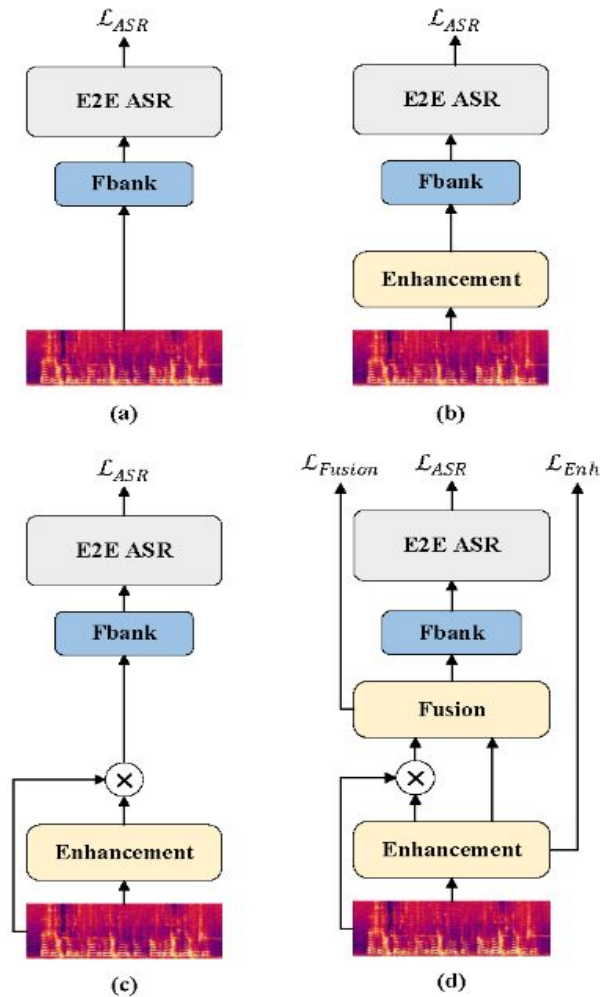 ℒ_ASR
E2E ASR
Fbank
(a)
ℒ_ASR
E2E ASR
Fbank
Enhancement
(b)
ℒ_ASR
E2E ASR
Fbank
×
Enhancement
(c)
ℒ_Fusion ℒ_ASR ℒ_Enh
E2E ASR
Fbank
Fusion
×
Enhancement
(d)